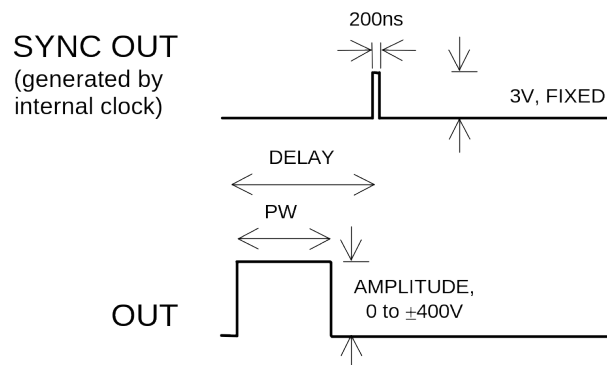 200ns
SYNC OUT
(generated by
internal clock)
3V, FIXED
DELAY
PW
AMPLITUDE,
0 to ±400V
OUT